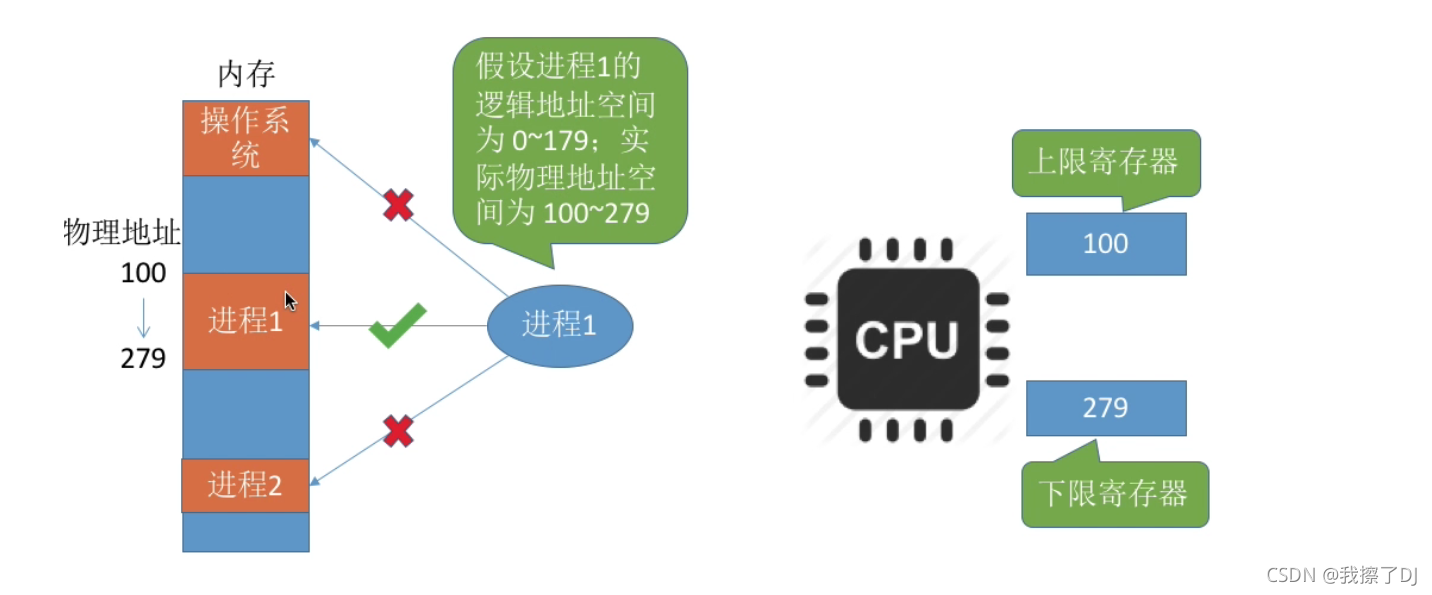 内存
操作系
统
物理地址
100
279
进程1
进程2
假设进程1的
逻辑地址空间
为 0~179；实
际物理地址空
间为 100~279
进程1
CPU
上限寄存器
100
279
下限寄存器
CSDN @我擦了DJ